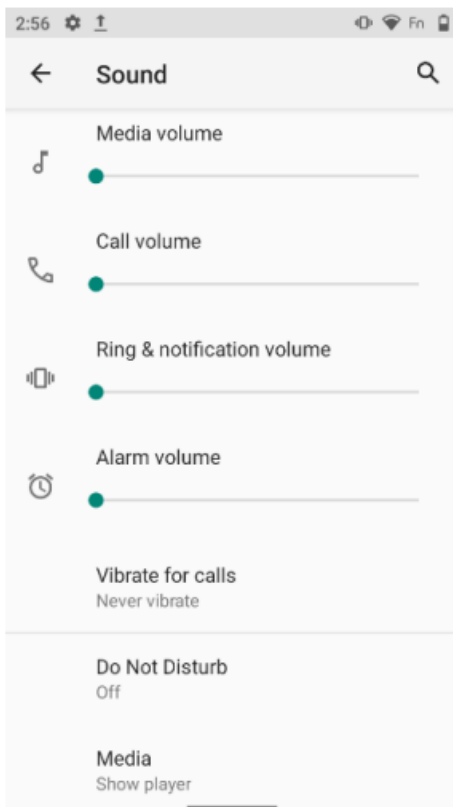 2:56 Fn
Sound
Media volume
Call volume
Ring & notification volume
Alarm volume
Vibrate for calls
Never vibrate
Do Not Disturb
Off
Media
Show player